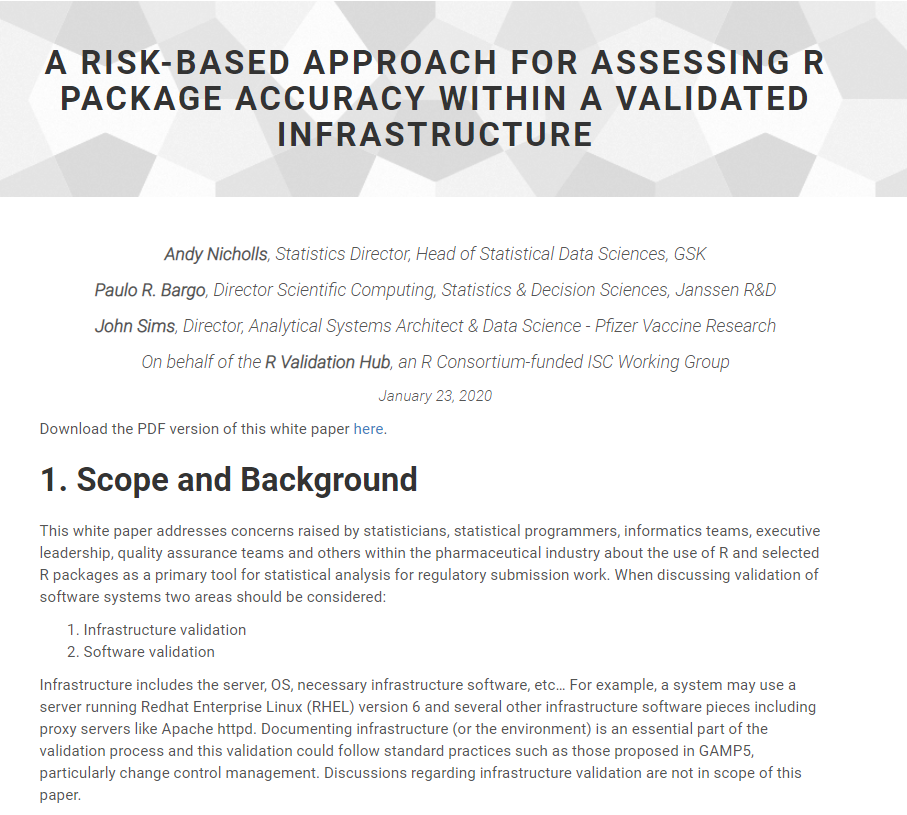 A RISK-BASED APPROACH FOR ASSESSING R
PACKAGE ACCURACY WITHIN A VALIDATED
INFRASTRUCTURE
Andy Nicholls, Statistics Director, Head of Statistical Data Sciences, GSK
Paulo R. Bargo, Director Scientific Computing, Statistics & Decision Sciences, Janssen R&D
John Sims, Director, Analytical Systems Architect & Data Science - Pfizer Vaccine Research
On behalf of the R Validation Hub, an R Consortium-funded ISC Working Group
January 23, 2020
Download the PDF version of this white paper here.
1. Scope and Background
This white paper addresses concerns raised by statisticians, statistical programmers, informatics teams, executive
leadership, quality assurance teams and others within the pharmaceutical industry about the use of R and selected
R packages as a primary tool for statistical analysis for regulatory submission work. When discussing validation of
software systems two areas should be considered:
1. Infrastructure validation
2. Software validation
Infrastructure includes the server, OS, necessary infrastructure software, etc… For example, a system may use a
server running Redhat Enterprise Linux (RHEL) version 6 and several other infrastructure software pieces including
proxy servers like Apache httpd. Documenting infrastructure (or the environment) is an essential part of the
validation process and this validation could follow standard practices such as those proposed in GAMP5,
particularly change control management. Discussions regarding infrastructure validation are not in scope of this
paper.